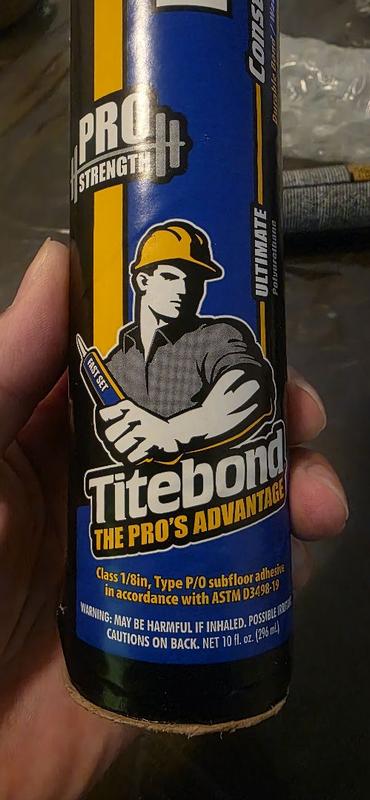 PRO
STRENGTH
ULTIMATE
Polyurethane
FAST SET
Titebond
THE PRO'S ADVANTAGE
Class 1/8in, Type P/O subfloor adhesive
in accordance with ASTM D3498-19
WARNING: MAY BE HARMFUL IF INHALED. POSSIBLE
CAUTIONS ON BACK. NET 10 fl. oz. (296 mL)